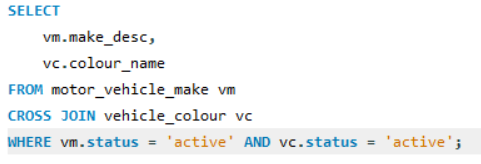 SELECT
vm.make_desc,
vc.colour_name
FROM motor_vehicle_make vm
CROSS JOIN vehicle_colour vc
WHERE vm.status = 'active' AND vc.status = 'active';